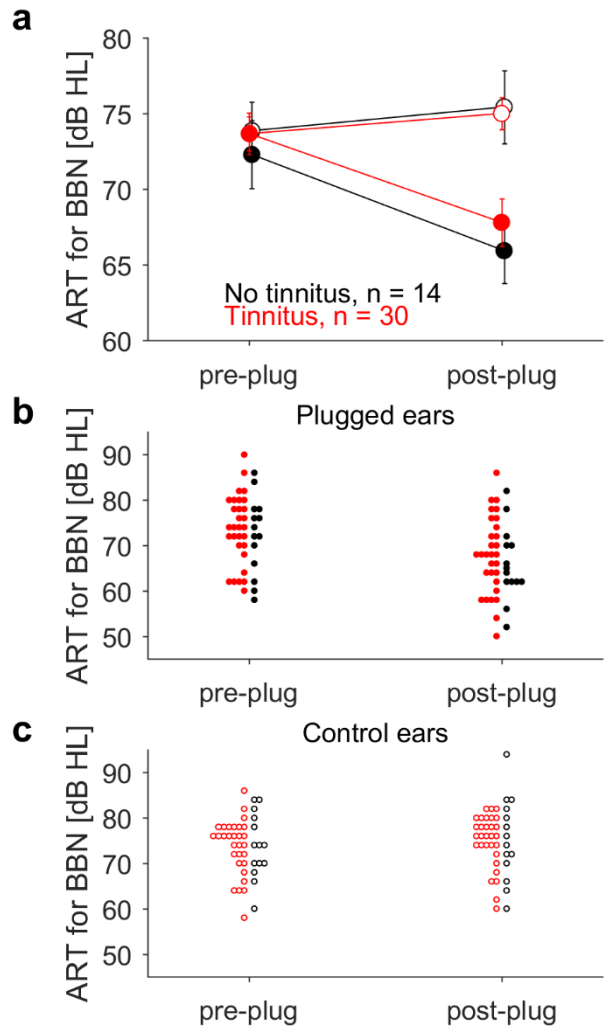 a
ART for BBN [dB HL]
80
75
70
65
60
No tinnitus, n = 14
Tinnitus, n = 30
pre-plug post-plug
b
Plugged ears
ART for BBN [dB HL]
90
80
70
60
50
pre-plug post-plug
c
Control ears
ART for BBN [dB HL]
90
80
70
60
50
pre-plug post-plug